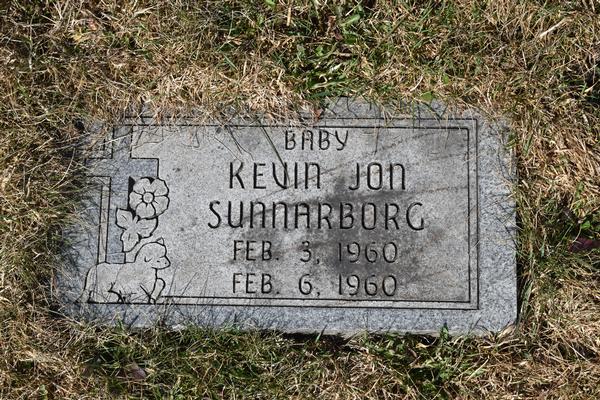 BABY
KEVIN JON
SUNNARBORG
FEB. 3, 1960
FEB. 6, 1960